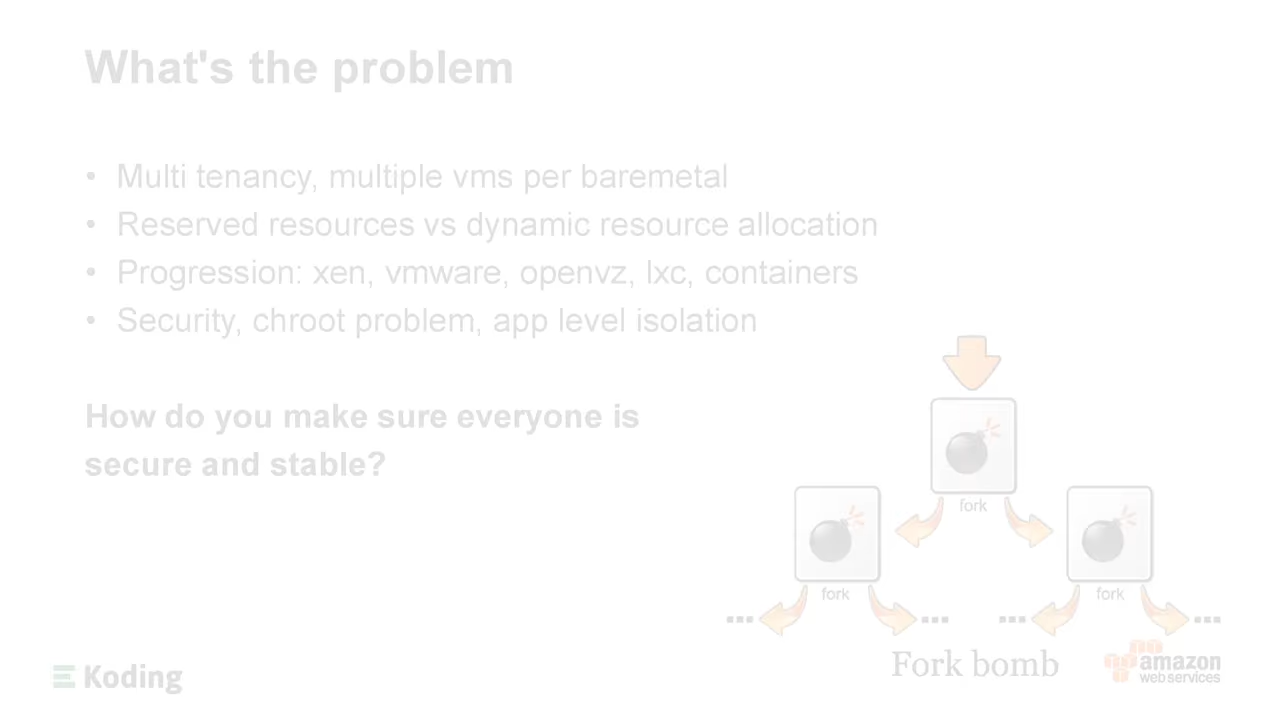 What's the problem
• Multi tenancy, multiple vms per baremetal
• Reserved resources vs dynamic resource allocation
• Progression: xen, vmware, openvz, lxc, containers
• Security, chroot problem, app level isolation
How do you make sure everyone is
secure and stable?
fork
fork
fork
Fork bomb
Koding
amazon
webservices